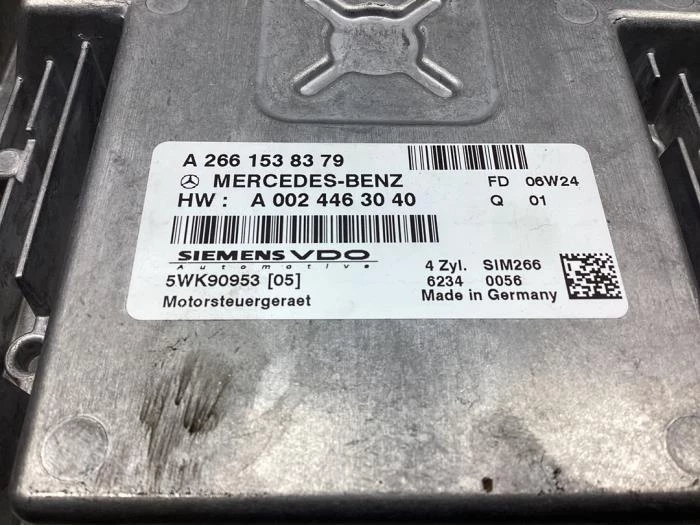 A 266 153 83 79
MERCEDES-BENZ FD 06W24
HW : A 002 446 30 40 Q 01
SIEMENS VDO
Automotive
5WK90953 [05] 4 Zyl. SIM266
6234 0056
Motorsteuergeraet Made in Germany